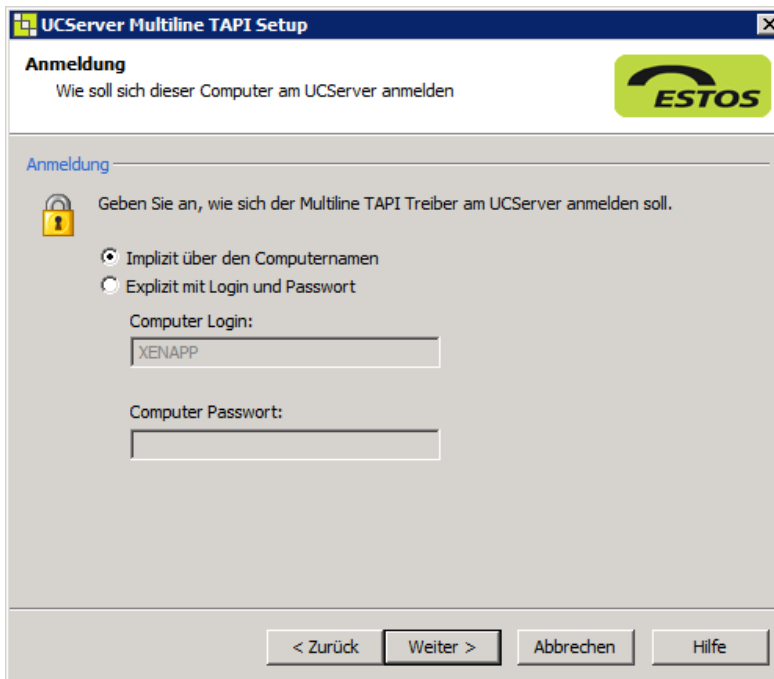 UCServer Multiline TAPI Setup
Anmeldung
Wie soll sich dieser Computer am UCServer anmelden
ESTOS
Anmeldung
Geben Sie an, wie sich der Multiline TAPI Treiber am UCServer anmelden soll.
Implizit über den Computernamen
Explizit mit Login und Passwort
Computer Login:
XENAPP
Computer Passwort:
< Zurück
Weiter >
Abbrechen
Hilfe